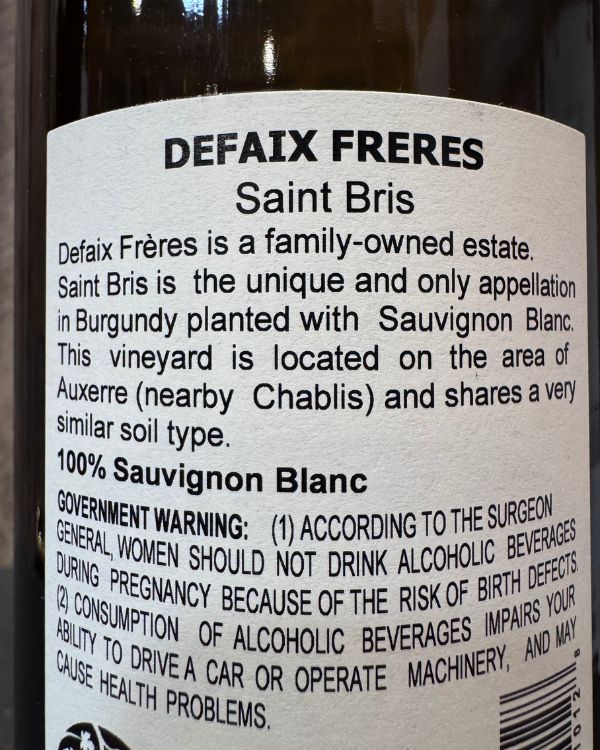 DEFAIX FRERES
Saint Bris
Defaix Frères is a family-owned estate.
Saint Bris is the unique and only appellation
in Burgundy planted with Sauvignon Blanc.
This vineyard is located on the area of
Auxerre (nearby Chablis) and shares a very
similar soil type.
100% Sauvignon Blanc
GOVERNMENT WARNING: (1) ACCORDING TO THE SURGEON
GENERAL, WOMEN SHOULD NOT DRINK ALCOHOLIC BEVERAGES
DURING PREGNANCY BECAUSE OF THE RISK OF BIRTH DEFECTS.
(2) CONSUMPTION OF ALCOHOLIC BEVERAGES IMPAIRS YOUR
ABILITY TO DRIVE A CAR OR OPERATE MACHINERY, AND MAY
CAUSE HEALTH PROBLEMS.